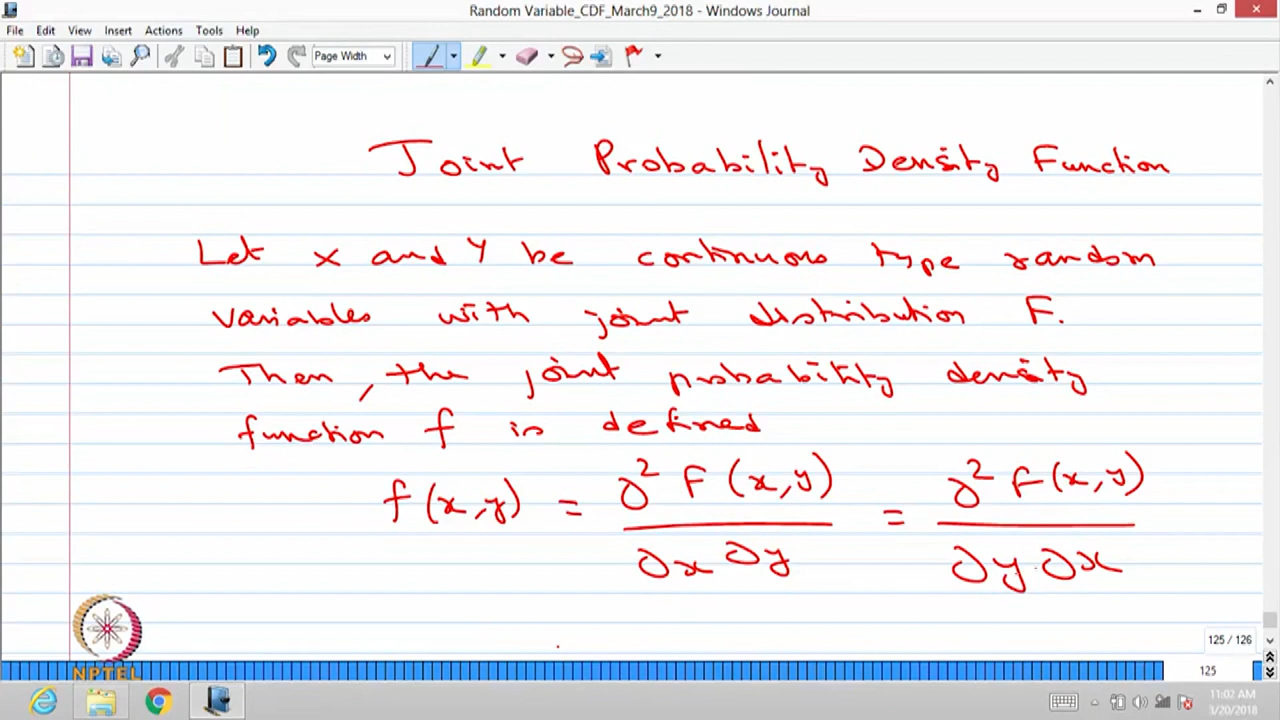 Random Variable_CDF_March9_2018 - Windows Journal
File Edit View Insert Actions Tools Help
Page Width
Joint Probability Density Function
Let X and Y be continuous type random
variables with joint distribution F.
Then, the joint probability density
function f is defined
f(x,y) = ∂²F(x,y)/∂x∂y = ∂²F(x,y)/∂y∂x
125 / 126
NPTEL
125
11:02 AM
3/20/2018